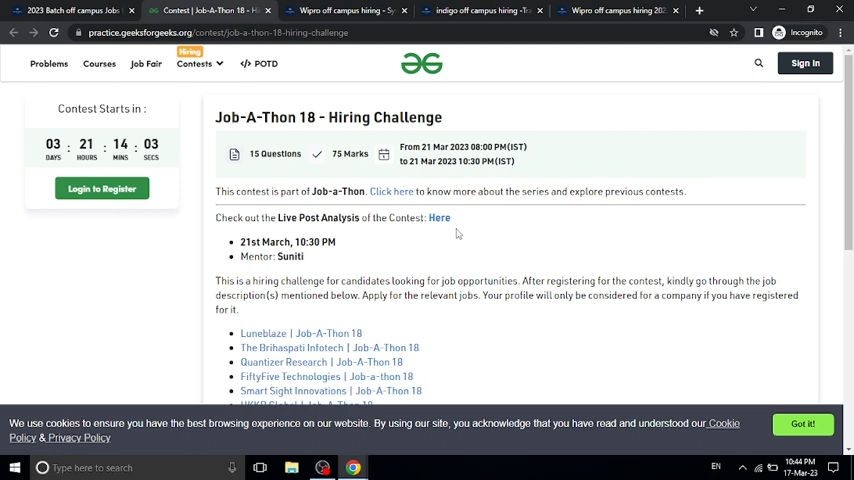 2023 Batch off campus Jobs
Contest | Job-A-Thon 18 - Hi
Wipro off campus hiring - Sy
indigo off campus hiring -Tra
Wipro off campus hiring 202
practice.geeksforgeeks.org/contest/job-a-thon-18-hiring-challenge
Incognito
Hiring
Problems Courses Job Fair Contests </> POTD
Sign In
Contest Starts in :
03 : 21 : 14 : 03
DAYS HOURS MINS SECS
Login to Register
Job-A-Thon 18 - Hiring Challenge
15 Questions 75 Marks From 21 Mar 2023 08:00 PM(IST)
to 21 Mar 2023 10:30 PM(IST)
This contest is part of Job-a-Thon. Click here to know more about the series and explore previous contests.
Check out the Live Post Analysis of the Contest: Here
21st March, 10:30 PM
Mentor: Suniti
This is a hiring challenge for candidates looking for job opportunities. After registering for the contest, kindly go through the job
description(s) mentioned below. Apply for the relevant jobs. Your profile will only be considered for a company if you have registered
for it.
Luneblaze | Job-A-Thon 18
The Brihaspati Infotech | Job-A-Thon 18
Quantizer Research | Job-A-Thon 18
FiftyFive Technologies | Job-a-thon 18
Smart Sight Innovations | Job-A-Thon 18
Global | Job-A-Thon 18
We use cookies to ensure you have the best browsing experience on our website. By using our site, you acknowledge that you have read and understood our Cookie
Policy & Privacy Policy
Got it!
Type here to search
EN
10:44 PM
17-Mar-23